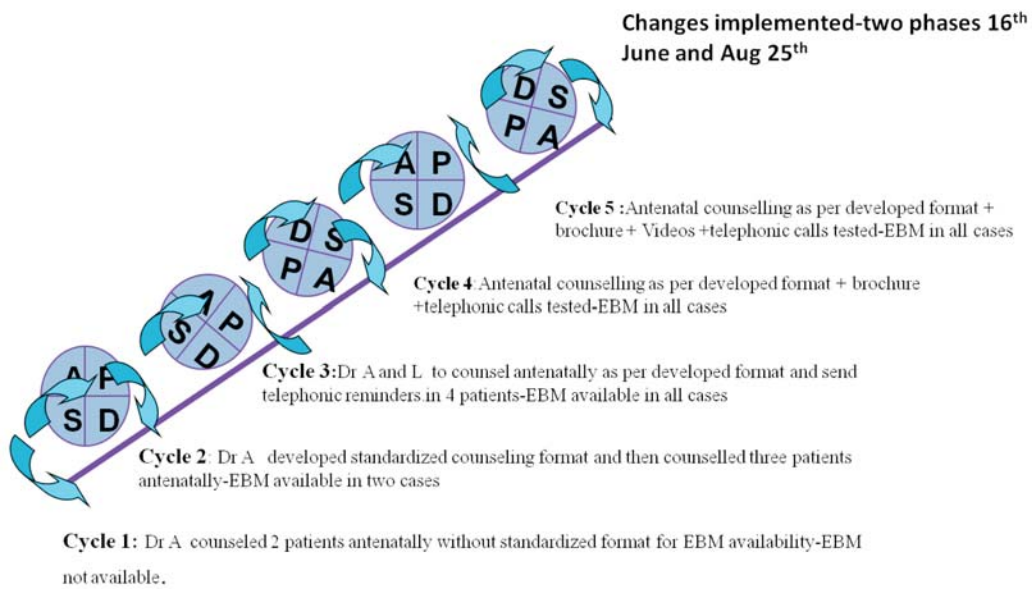 Changes implemented-two phases 16th
June and Aug 25th
D S
P A
A P
S D
Cycle 5 :Antenatal counselling as per developed format +
brochure + Videos +telephonic calls tested-EBM in all cases
D S
P A
Cycle 4:Antenatal counselling as per developed format + brochure
+telephonic calls tested-EBM in all cases
A P
S D
Cycle 3:Dr A and L to counsel antenatally as per developed format and send
telephonic reminders.in 4 patients-EBM available in all cases
A P
S D
Cycle 2: Dr A developed standardized counseling format and then counselled three patients
antenatally-EBM available in two cases
Cycle 1: Dr A counseled 2 patients antenatally without standardized format for EBM availability-EBM
not available.